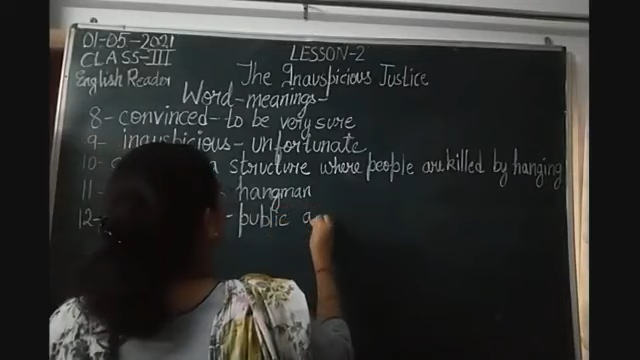 01-05-2021
CLASS-III
English Reader
LESSON-2
The Inauspicious Justice
Word-meanings-
8- convinced- to be very sure
9- inauspicious- unfortunate
10- a structure where people are killed by hanging
11- hangman
12- - public a